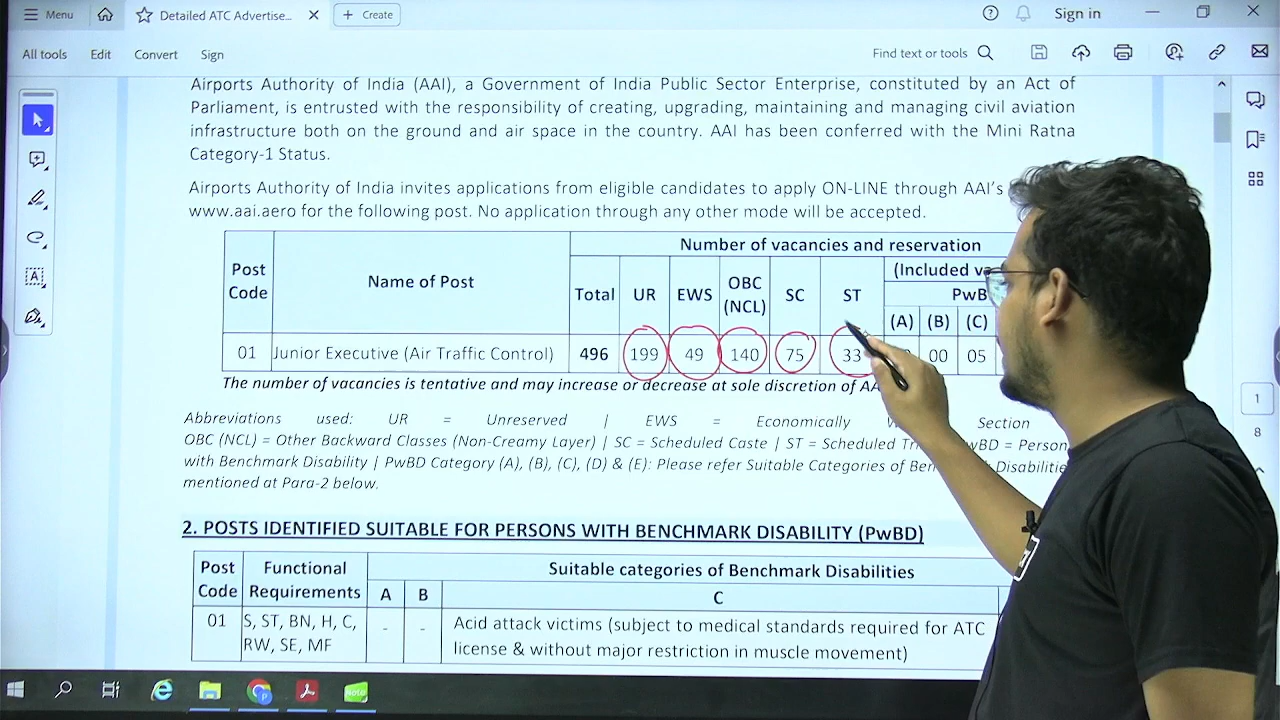 Menu
Detailed ATC Advertise...
Create
Sign in
All tools
Edit
Convert
Sign
Find text or tools
Airports Authority of India (AAI), a Government of India Public Sector Enterprise, constituted by an Act of
Parliament, is entrusted with the responsibility of creating, upgrading, maintaining and managing civil aviation
infrastructure both on the ground and air space in the country. AAI has been conferred with the Mini Ratna
Category-1 Status.
Airports Authority of India invites applications from eligible candidates to apply ON-LINE through AAI's
www.aai.aero for the following post. No application through any other mode will be accepted.
Post Code
Name of Post
Number of vacancies and reservation
Total
UR
EWS
OBC (NCL)
SC
ST
(Included
PwB
(A)
(B)
(C)
01
Junior Executive (Air Traffic Control)
496
199
49
140
75
33
00
05
The number of vacancies is tentative and may increase or decrease at sole discretion of
Abbreviations used: UR = Unreserved | EWS = Economically Section
OBC (NCL) = Other Backward Classes (Non-Creamy Layer) | SC = Scheduled Caste | ST = Scheduled = Person
with Benchmark Disability | PwBD Category (A), (B), (C), (D) & (E): Please refer Suitable Categories of
mentioned at Para-2 below.
2. POSTS IDENTIFIED SUITABLE FOR PERSONS WITH BENCHMARK DISABILITY (PwBD)
Post Code
Functional Requirements
Suitable categories of Benchmark Disabilities
A
B
C
01
S, ST, BN, H, C,
RW, SE, MF
-
-
Acid attack victims (subject to medical standards required for ATC
license & without major restriction in muscle movement)
1
8